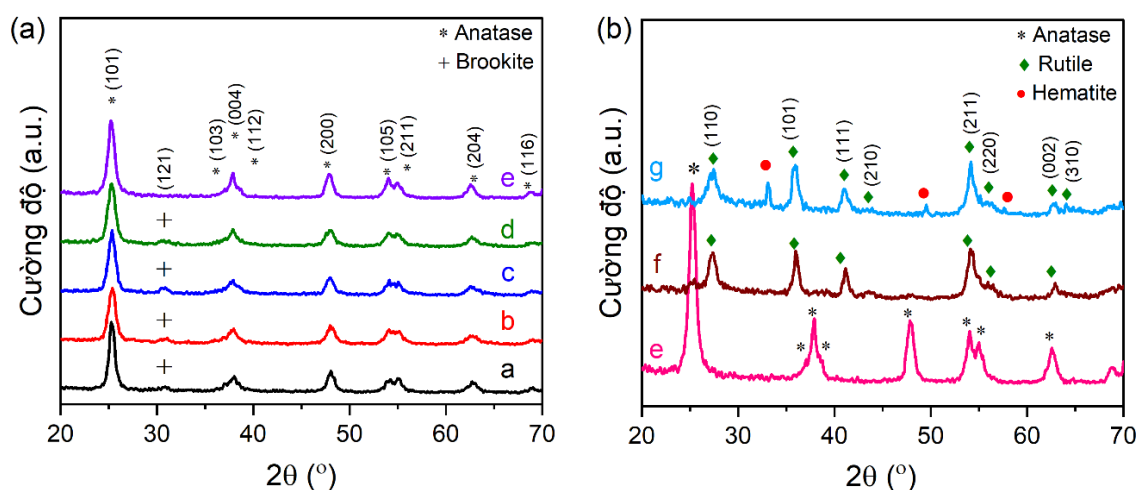 (a)
* Anatase
+ Brookite
* (101)
(121)
* (103)
* (004)
* (112)
* (200)
* (105)
* (211)
* (204)
* (116)
e
d
+
c
+
b
+
a
+
Cường độ (a.u.)
20 30 40 50 60 70
2θ (°)
(b)
* Anatase
♦ Rutile
● Hematite
(110)
(101)
(111)
(210)
(211)
(220)
(002)
(310)
g
*
f
e
* * * * * * *
Cường độ (a.u.)
20 30 40 50 60 70
2θ (°)